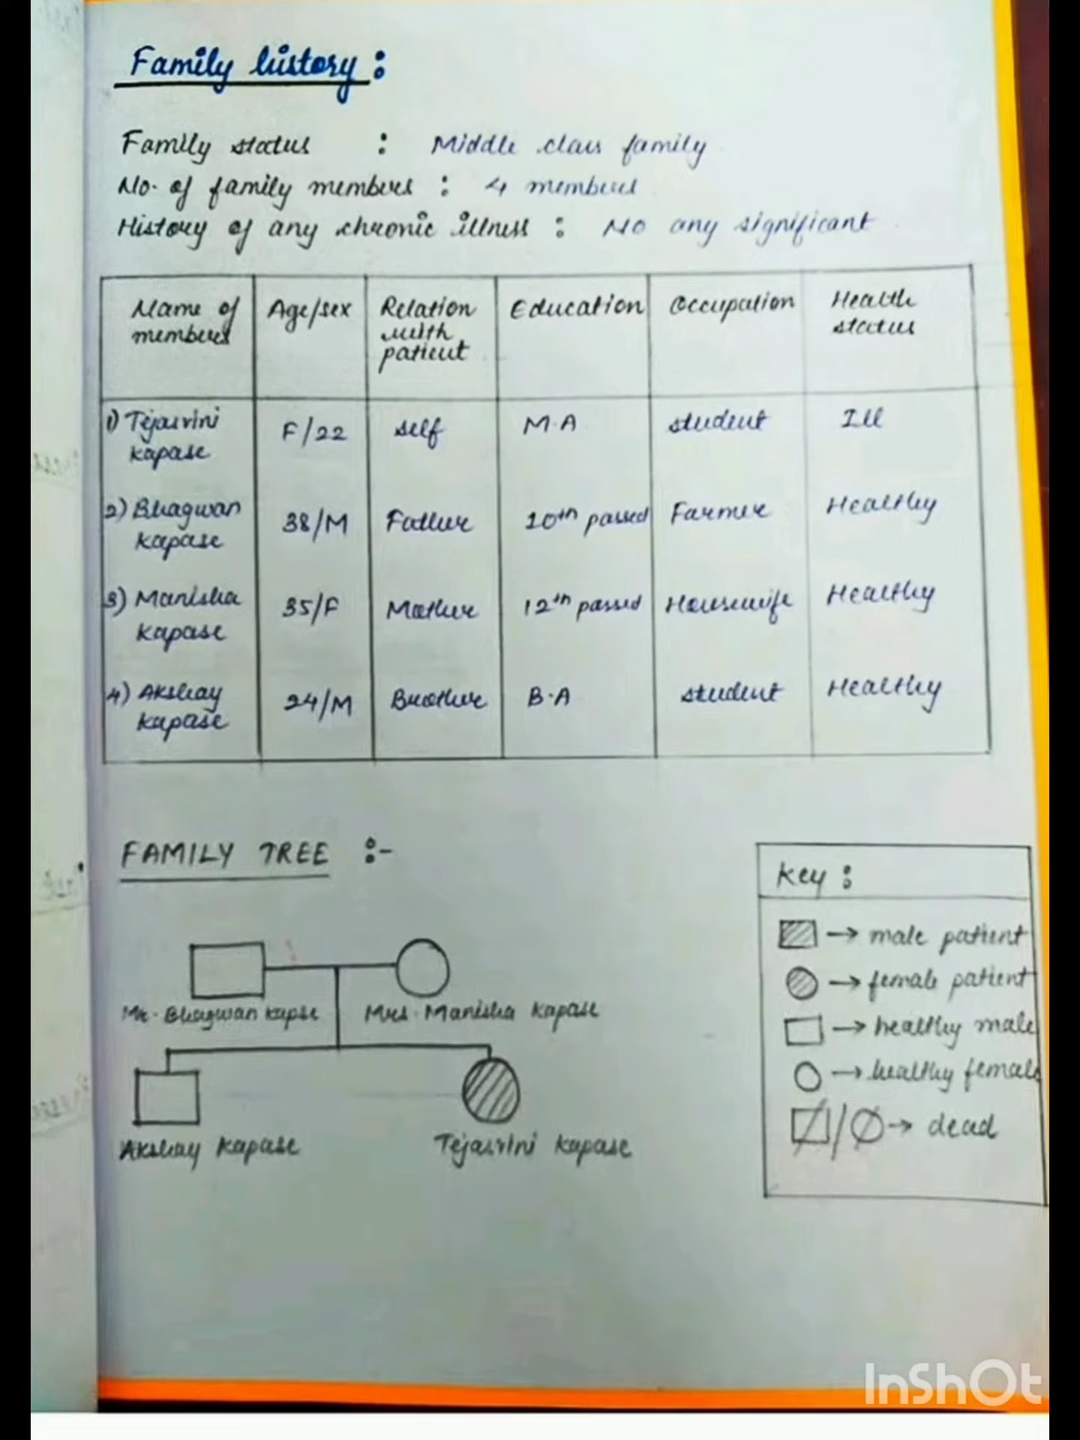 Family history :
Family status : Middle class family
No. of family members : 4 members
History of any chronic illness : No any significant
Name of members Age/sex Relation with patient Education Occupation Health status
1) Tejasvini Kapase F/22 self M.A student Ill
2) Bhagwan Kapase 38/M Father 10th passed Farmer Healthy
3) Manisha Kapase 35/F Mother 12th passed Housewife Healthy
4) Akshay Kapase 24/M Brother B.A student Healthy
FAMILY TREE :-
Mr. Bhagwan Kapse Mrs. Manisha Kapase
Akshay Kapase Tejasvini Kapase
Key :
→ male patient
→ female patient
→ healthy male
→ healthy female
/ → dead
InShOt